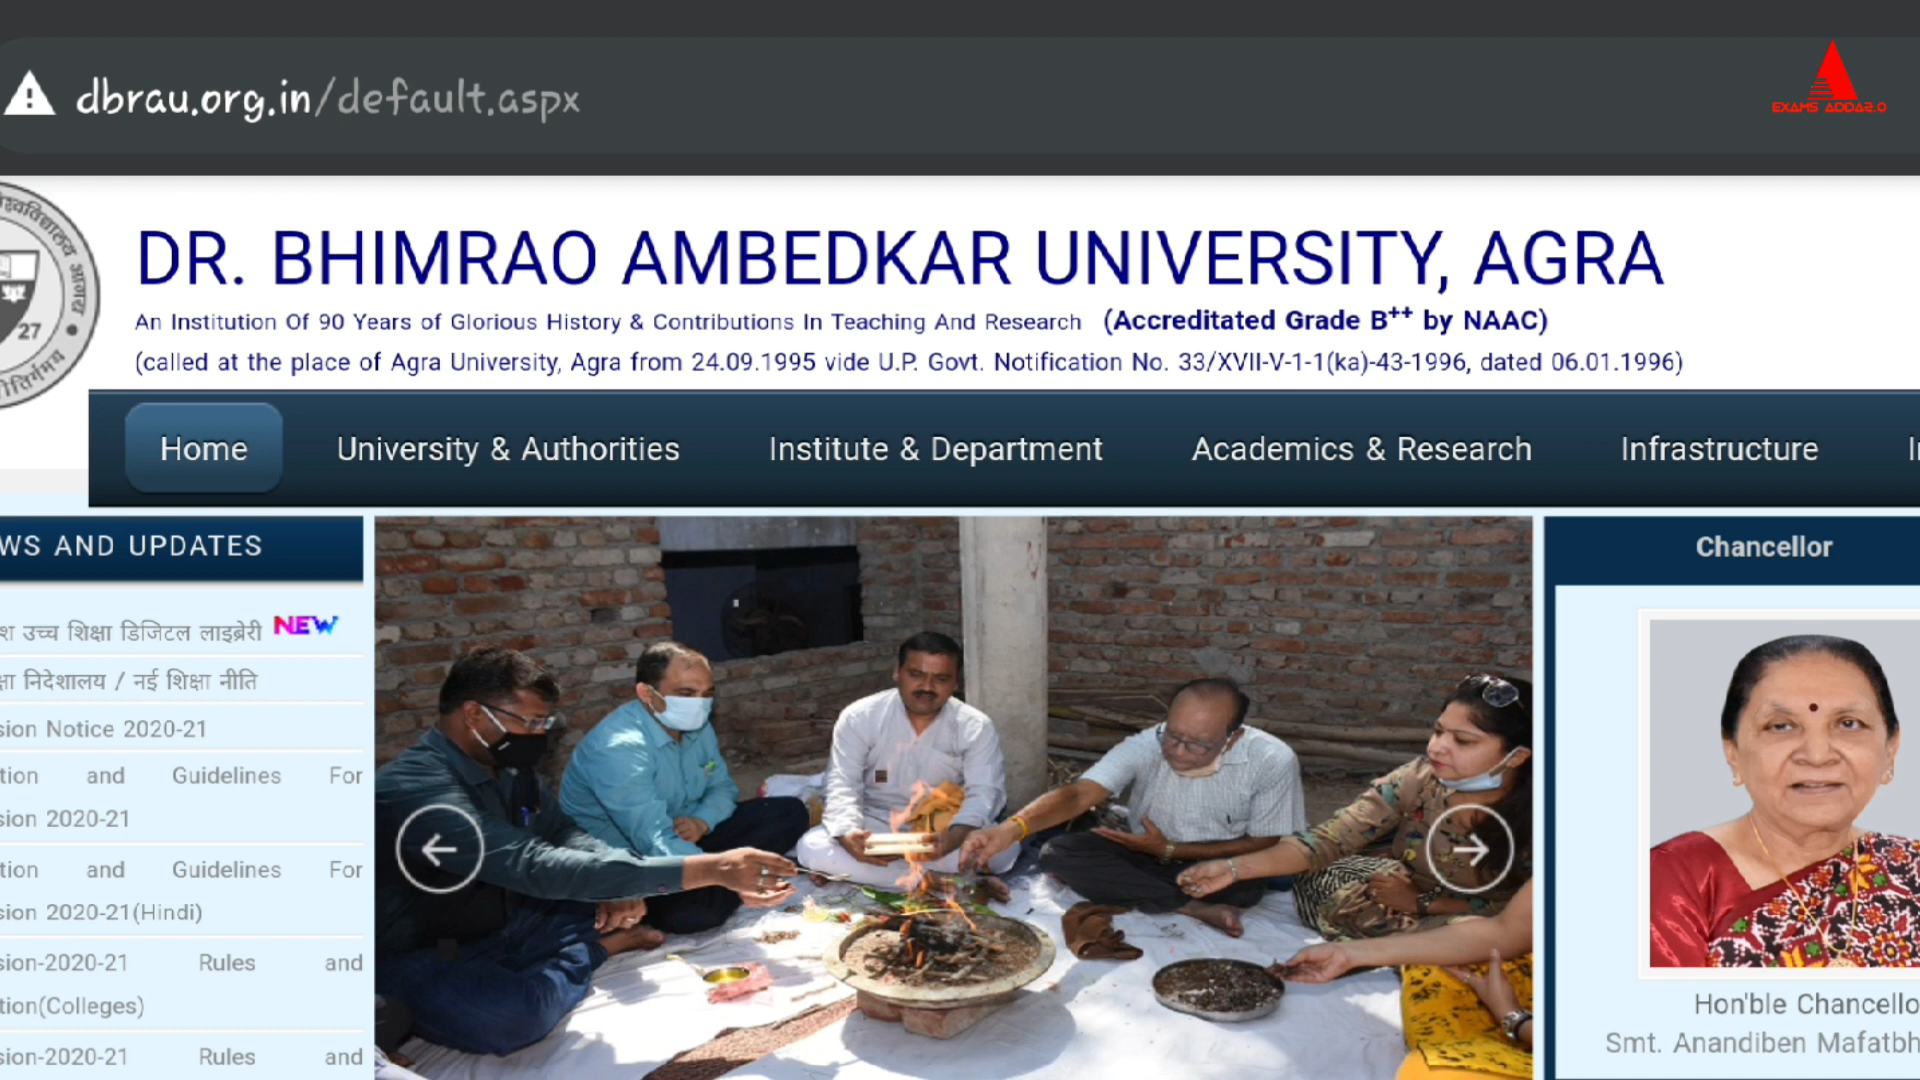 dbrau.org.in/default.aspx
EXAMS ADDA2.0
27
DR. BHIMRAO AMBEDKAR UNIVERSITY, AGRA
An Institution Of 90 Years of Glorious History & Contributions In Teaching And Research (Accredited Grade B++ by NAAC)
(called at the place of Agra University, Agra from 24.09.1995 vide U.P. Govt. Notification No. 33/XVII-V-1-1(ka)-43-1996, dated 06.01.1996)
Home University & Authorities Institute & Department Academics & Research Infrastructure
WS AND UPDATES
उच्च शिक्षा डिजिटल लाइब्रेरी NEW
निदेशालय / नई शिक्षा नीति
sion Notice 2020-21
tion and Guidelines For
sion 2020-21
tion and Guidelines For
sion 2020-21(Hindi)
sion-2020-21 Rules and
tion(Colleges)
sion-2020-21 Rules and
Chancellor
Hon'ble Chancello
Smt. Anandiben Mafatbh